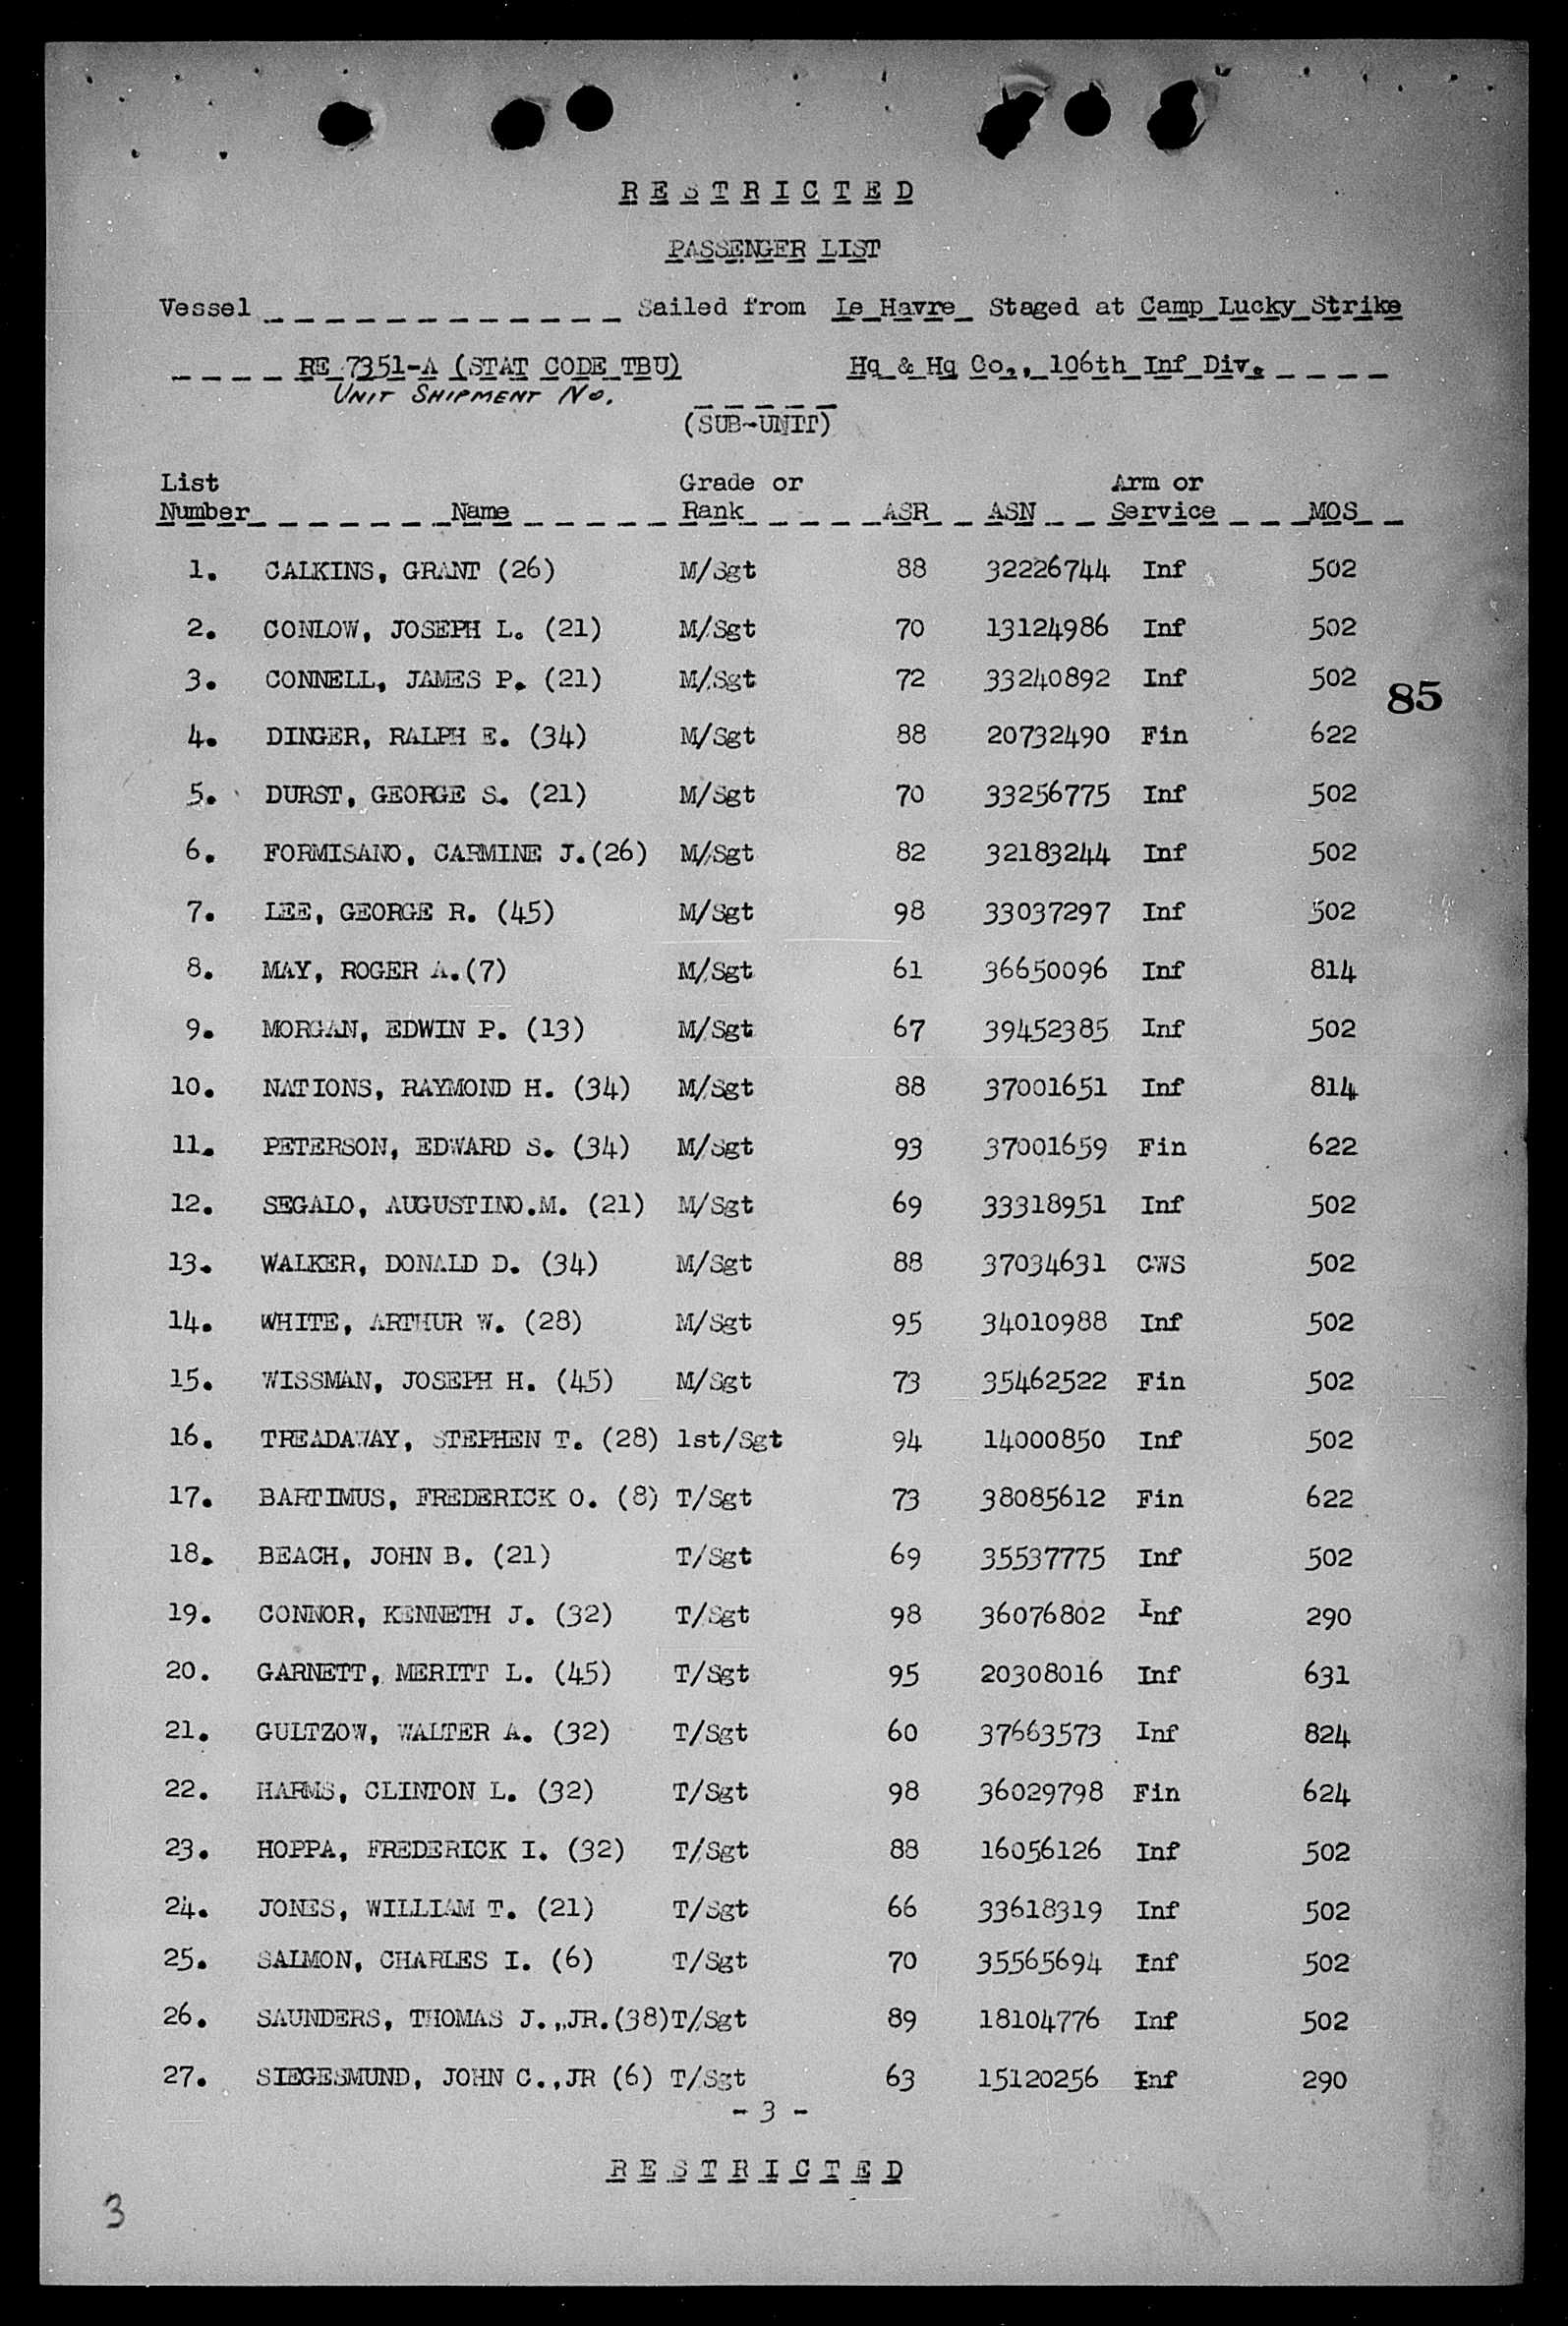 RESTRICTED
PASSENGER LIST
Vessel _ _ _ _ _ _ _ _ _ _ _ _ Sailed from Le Havre Staged at Camp Lucky Strike
_ _ _ _ RE 7351-A (STAT CODE TBU) Hq & Hq Co., 106th Inf Div. _ _ _ _
UNIT SHIPMENT NO.
_ _ _ _ _
(SUB-UNIT)
List Grade or Arm or
Number Name Rank ASR ASN Service MOS
1. CALKINS, GRANT (26) M/Sgt 88 32226744 Inf 502
2. CONLOW, JOSEPH L. (21) M/Sgt 70 13124986 Inf 502
3. CONNELL, JAMES P. (21) M/Sgt 72 33240892 Inf 502
85
4. DINGER, RALPH E. (34) M/Sgt 88 20732490 Fin 622
5. DURST, GEORGE S. (21) M/Sgt 70 33256775 Inf 502
6. FORMISANO, CARMINE J.(26) M/Sgt 82 32183244 Inf 502
7. LEE, GEORGE R. (45) M/Sgt 98 33037297 Inf 502
8. MAY, ROGER A.(7) M/Sgt 61 36650096 Inf 814
9. MORGAN, EDWIN P. (13) M/Sgt 67 39452385 Inf 502
10. NATIONS, RAYMOND H. (34) M/Sgt 88 37001651 Inf 814
11. PETERSON, EDWARD S. (34) M/Sgt 93 37001659 Fin 622
12. SEGALO, AUGUSTINO.M. (21) M/Sgt 69 33318951 Inf 502
13. WALKER, DONALD D. (34) M/Sgt 88 37034631 CWS 502
14. WHITE, ARTHUR W. (28) M/Sgt 95 34010988 Inf 502
15. WISSMAN, JOSEPH H. (45) M/Sgt 73 35462522 Fin 502
16. TREADAWAY, STEPHEN T. (28) 1st/Sgt 94 14000850 Inf 502
17. BARTIMUS, FREDERICK O. (8) T/Sgt 73 38085612 Fin 622
18. BEACH, JOHN B. (21) T/Sgt 69 35537775 Inf 502
19. CONNOR, KENNETH J. (32) T/Sgt 98 36076802 Inf 290
20. GARNETT, MERITT L. (45) T/Sgt 95 20308016 Inf 631
21. GULTZOW, WALTER A. (32) T/Sgt 60 37663573 Inf 824
22. HARMS, CLINTON L. (32) T/Sgt 98 36029798 Fin 624
23. HOPPA, FREDERICK I. (32) T/Sgt 88 16056126 Inf 502
24. JONES, WILLIAM T. (21) T/Sgt 66 33618319 Inf 502
25. SALMON, CHARLES I. (6) T/Sgt 70 35565694 Inf 502
26. SAUNDERS, THOMAS J.,,JR.(38)T/Sgt 89 18104776 Inf 502
27. SIEGESMUND, JOHN C.,JR (6) T/Sgt 63 15120256 Inf 290
- 3 -
RESTRICTED
3